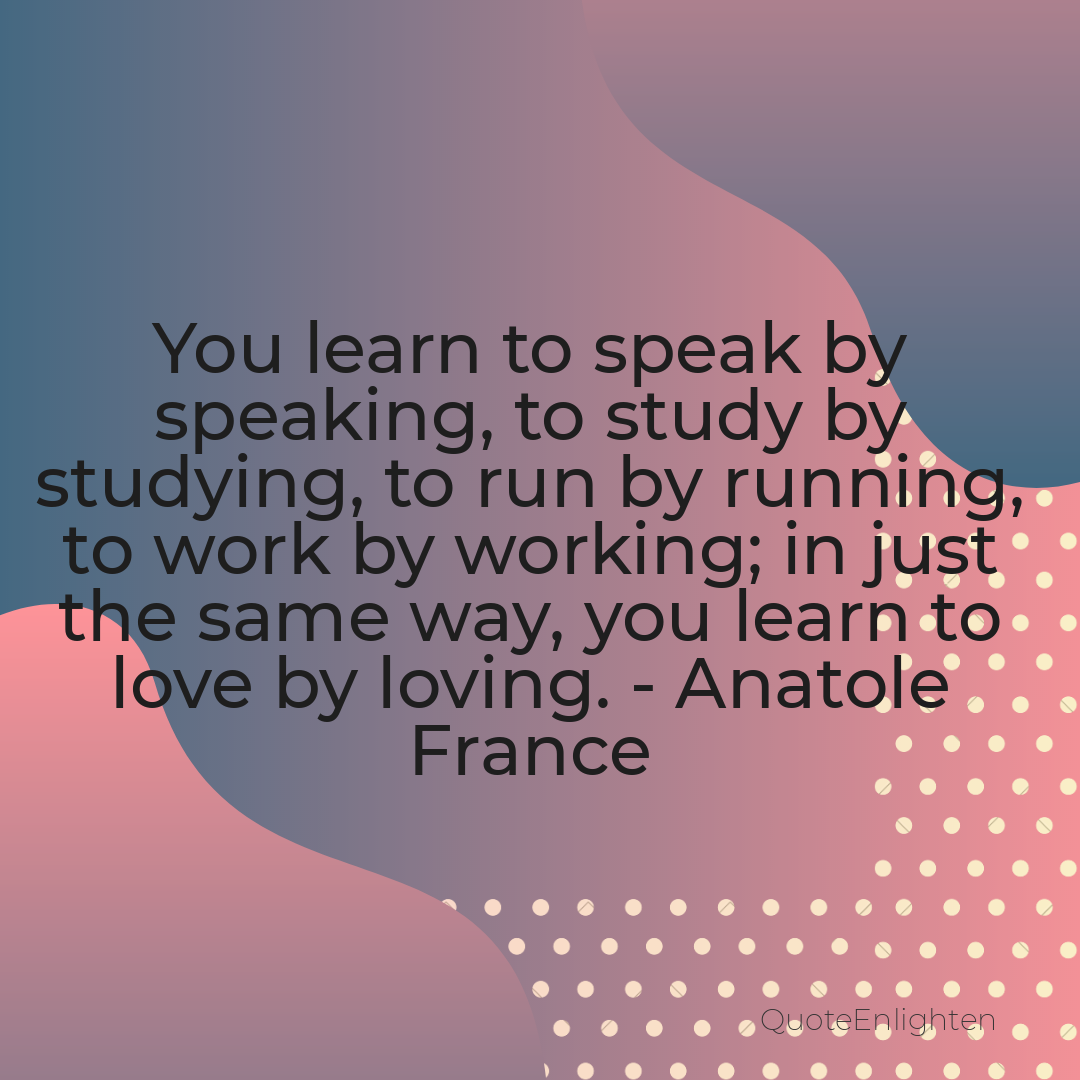 You learn to speak by
speaking, to study by
studying, to run by running,
to work by working; in just
the same way, you learn to
love by loving. - Anatole
France
QuoteEnlighten